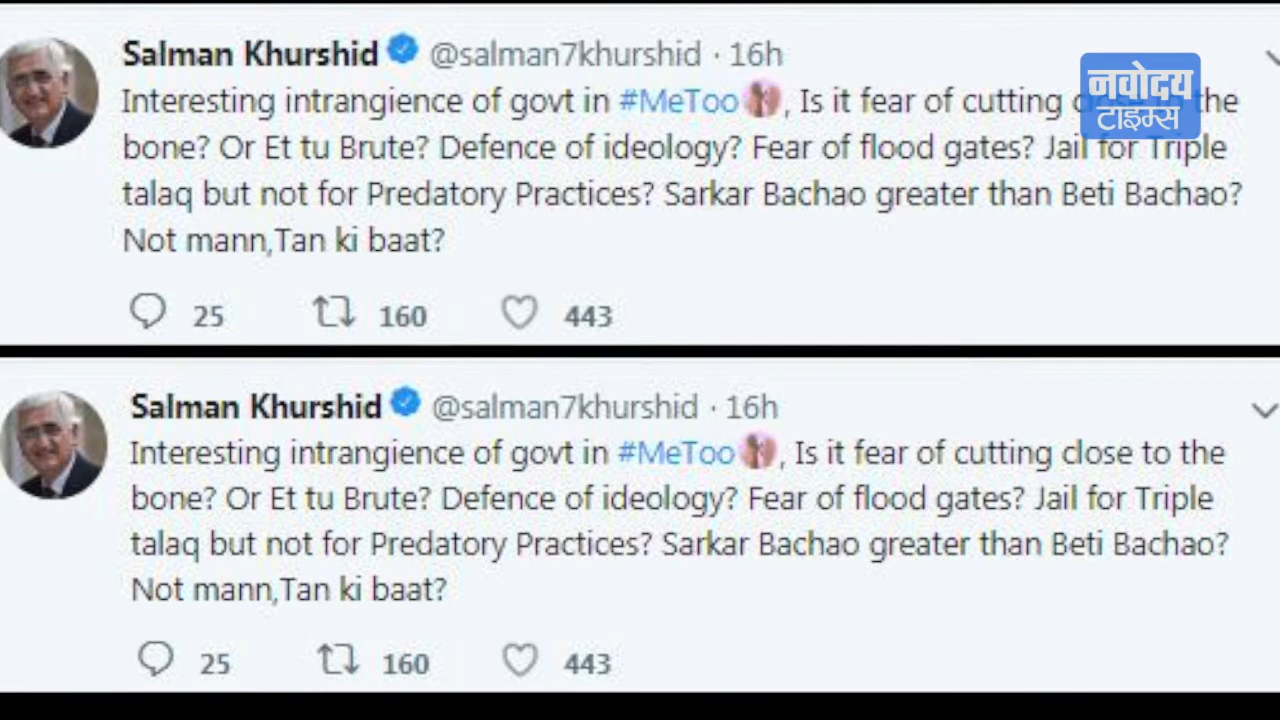 Salman Khurshid @salman7khurshid · 16h
नवोदय
टाइम्स
Interesting intrangience of govt in #MeToo, Is it fear of cutting the
bone? Or Et tu Brute? Defence of ideology? Fear of flood gates? Jail for Triple
talaq but not for Predatory Practices? Sarkar Bachao greater than Beti Bachao?
Not mann,Tan ki baat?
25 160 443
Salman Khurshid @salman7khurshid · 16h
Interesting intrangience of govt in #MeToo, Is it fear of cutting close to the
bone? Or Et tu Brute? Defence of ideology? Fear of flood gates? Jail for Triple
talaq but not for Predatory Practices? Sarkar Bachao greater than Beti Bachao?
Not mann,Tan ki baat?
25 160 443